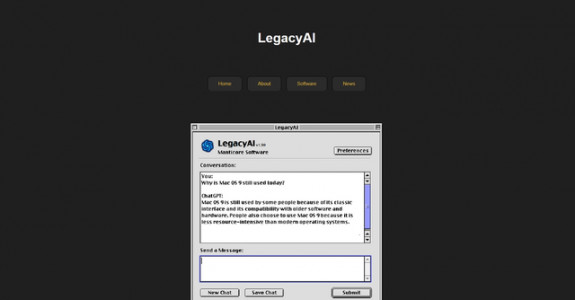 LegacyAI
Home
About
Software
News
LegacyAI
LegacyAI
Manticore Software
Preferences
Conversation:
You:
Why is Mac OS 9 still used today?
ChatGPT:
Mac OS 9 is still used by some people because of its classic
interface and its compatibility with older software and
hardware. People also choose to use Mac OS 9 because it is
less resource-intensive than modern operating systems.
Send a Message:
New Chat
Save Chat
Submit